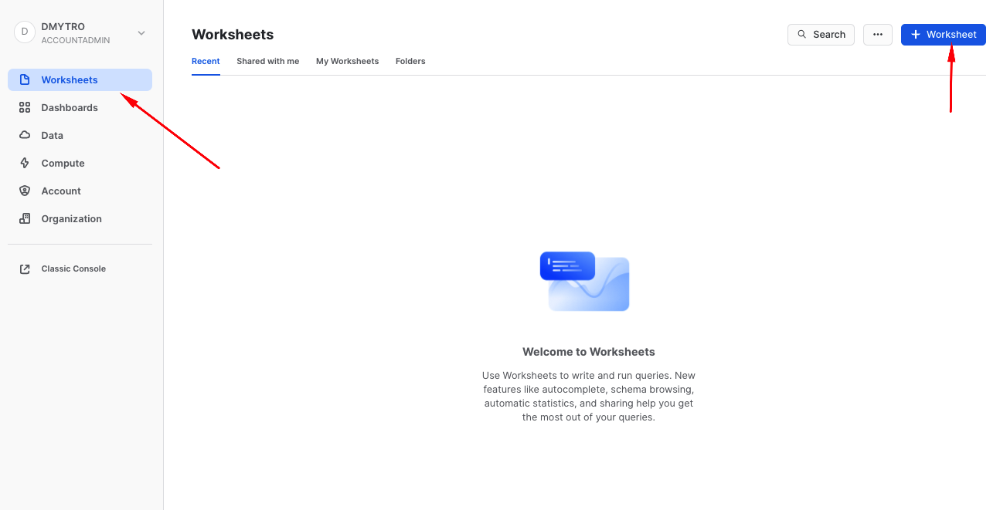 D
DMYTRO
ACCOUNTADMIN
Worksheets
Dashboards
Data
Compute
Account
Organization
Classic Console
Worksheets
Search
Worksheet
Recent
Shared with me
My Worksheets
Folders
Welcome to Worksheets
Use Worksheets to write and run queries. New
features like autocomplete, schema browsing,
automatic statistics, and sharing help you get
the most out of your queries.